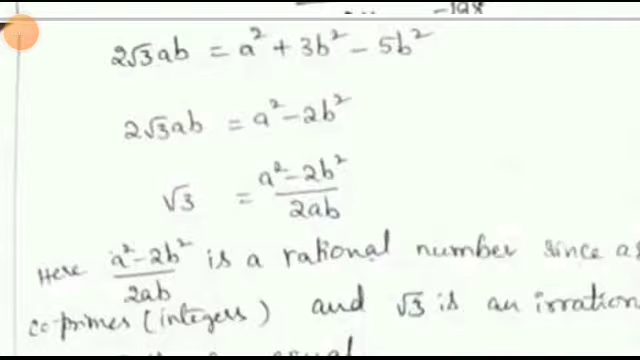 2√3ab = a² + 3b² - 5b²
2√3ab = a² - 2b²
√3 = (a² - 2b²)/2ab
Here (a² - 2b²)/2ab is a rational number since a
co-primes (integers) and √3 is an irration
equal